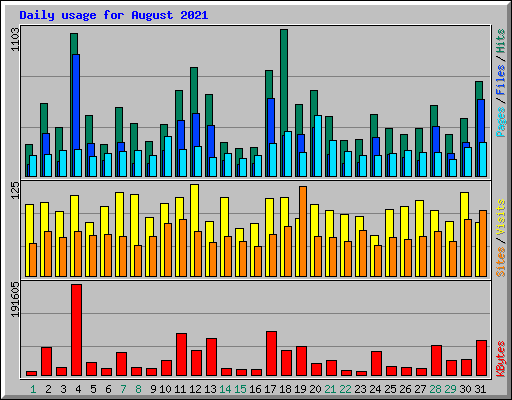 Daily usage for August 2021
1103
Pages / Files / Hits
125
Sites / Visits
191605
KBytes
1 2 3 4 5 6 7 8 9 10 11 12 13 14 15 16 17 18 19 20 21 22 23 24 25 26 27 28 29 30 31